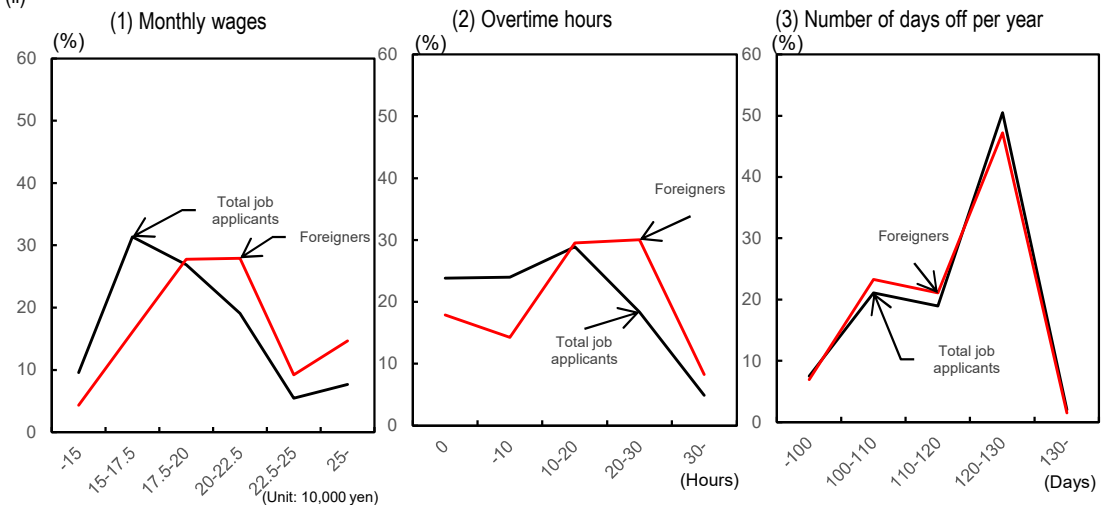 (1) Monthly wages
(%)
60
50
40
30
20
10
0
Total job
applicants
Foreigners
-15
15-17.5
17.5-20
20-22.5
22.5-25
25-
(Unit: 10,000 yen)
(2) Overtime hours
(%)
60
50
40
30
20
10
0
Foreigners
Total job
applicants
0
-10
10-20
20-30
30-
(Hours)
(3) Number of days off per year
(%)
60
50
40
30
20
10
0
Foreigners
Total job
applicants
-100
100-110
110-120
120-130
130-
(Days)